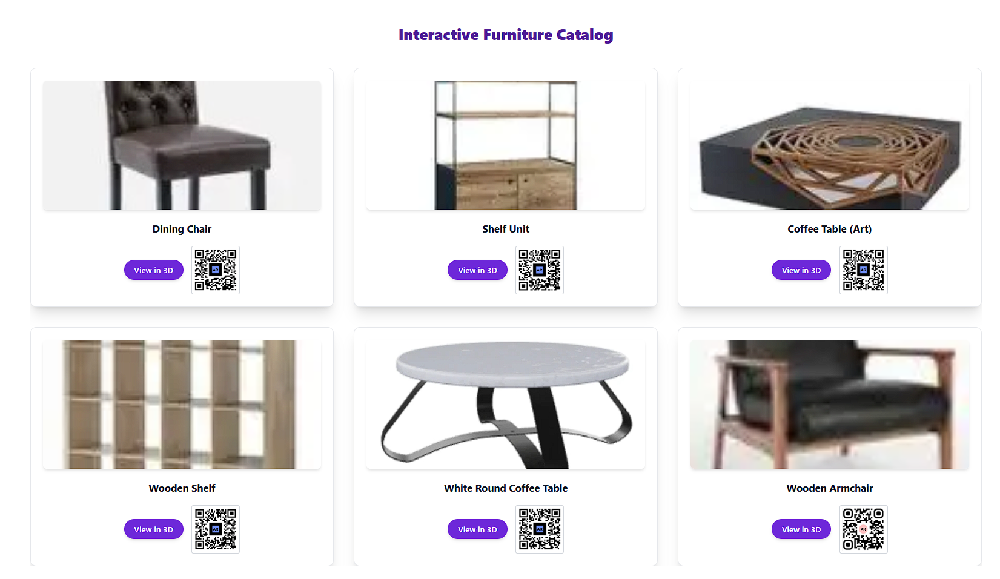 Interactive Furniture Catalog
Dining Chair
View in 3D
AR
Shelf Unit
View in 3D
AR
Coffee Table (Art)
View in 3D
AR
Wooden Shelf
View in 3D
AR
White Round Coffee Table
View in 3D
AR
Wooden Armchair
View in 3D
AR